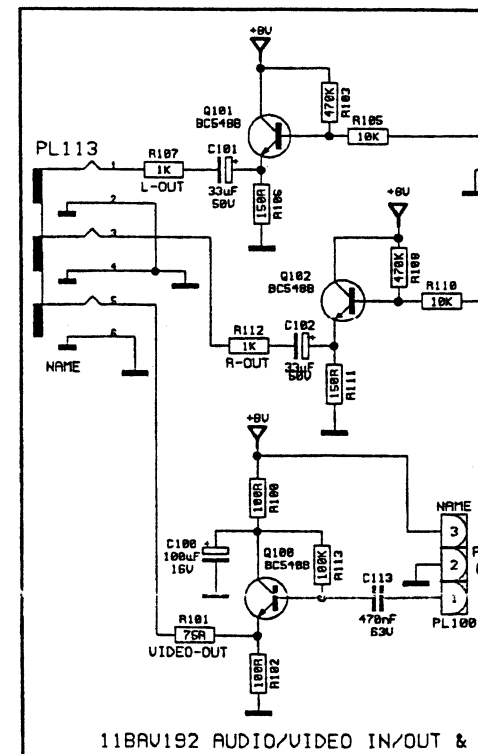 +8V
Q101
BC548B
470K
R103
R105
10K
PL113
1
R107
1K
L-OUT
C101
+
33uF
50V
150R
R106
2
+8V
3
4
Q102
BC548B
470K
R108
R110
10K
5
R112
1K
R-OUT
C102
+
33uF
50V
150R
R111
6
NAME
+8V
100R
R100
NAME
3
C100
100uF
16V
+
Q100
BC548B
100K
R113
C113
470nF
63V
2
1
PL100
R101
75R
VIDEO-OUT
100R
R102
11BAV192 AUDIO/VIDEO IN/OUT &